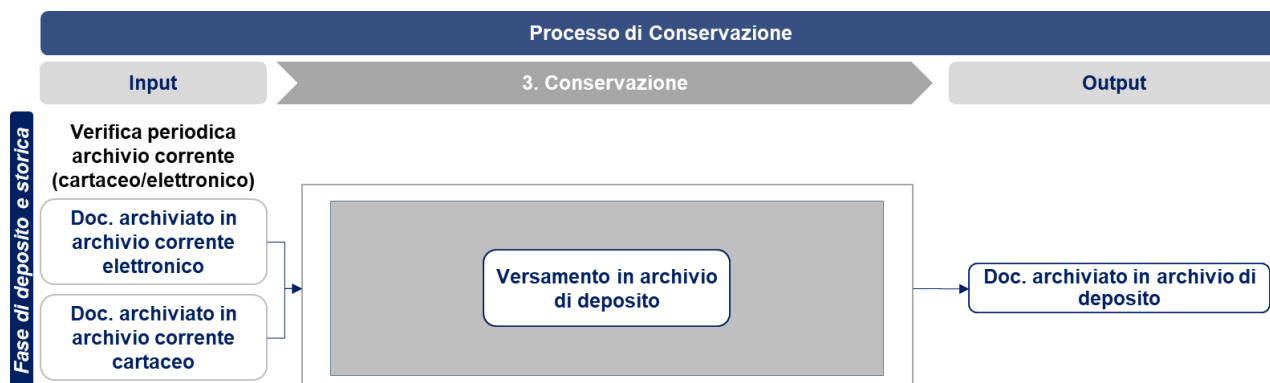 Processo di Conservazione
Input
3. Conservazione
Output
Fase di deposito e storica
Verifica periodica
archivio corrente
(cartaceo/elettronico)
Doc. archiviato in
archivio corrente
elettronico
Doc. archiviato in
archivio corrente
cartaceo
Versamento in archivio
di deposito
Doc. archiviato in archivio di
deposito